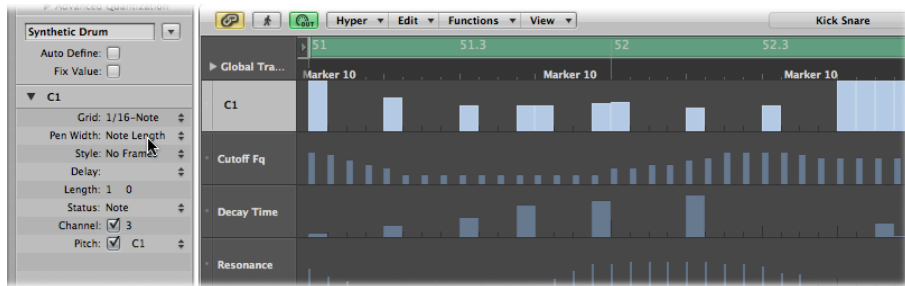 Advanced Quantization
Synthetic Drum
Auto Define:
Fix Value:
C1
Grid: 1/16-Note
Pen Width: Note Length
Style: No Frames
Delay:
Length: 1 0
Status: Note
Channel: 3
Pitch: C1
OUT Hyper Edit Functions View Kick Snare
51 51.3 52 52.3
Global Tra...
Marker 10 Marker 10 Marker 10
C1
Cutoff Fq
Decay Time
Resonance